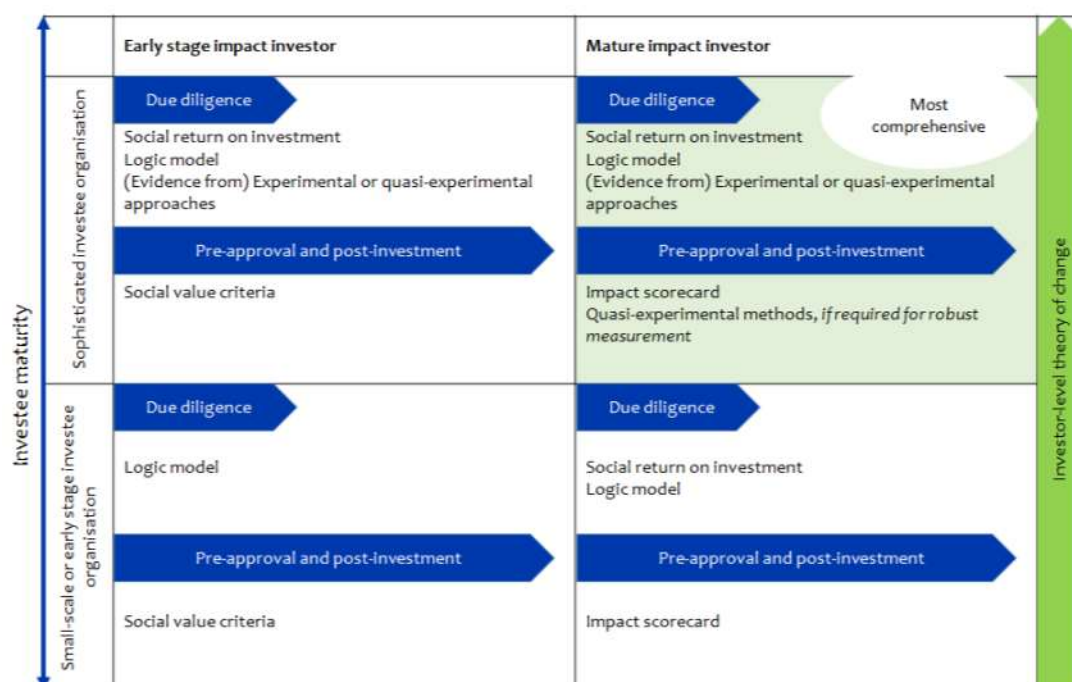 Early stage impact investor
Mature impact investor
Investee maturity
Sophisticated investee organisation
Due diligence
Social return on investment
Logic model
(Evidence from) Experimental or quasi-experimental
approaches
Pre-approval and post-investment
Social value criteria
Due diligence
Most
comprehensive
Social return on investment
Logic model
(Evidence from) Experimental or quasi-experimental
approaches
Pre-approval and post-investment
Impact scorecard
Quasi-experimental methods, if required for robust
measurement
Small-scale or early stage investee
organisation
Due diligence
Logic model
Pre-approval and post-investment
Social value criteria
Due diligence
Social return on investment
Logic model
Pre-approval and post-investment
Impact scorecard
Investor-level theory of change